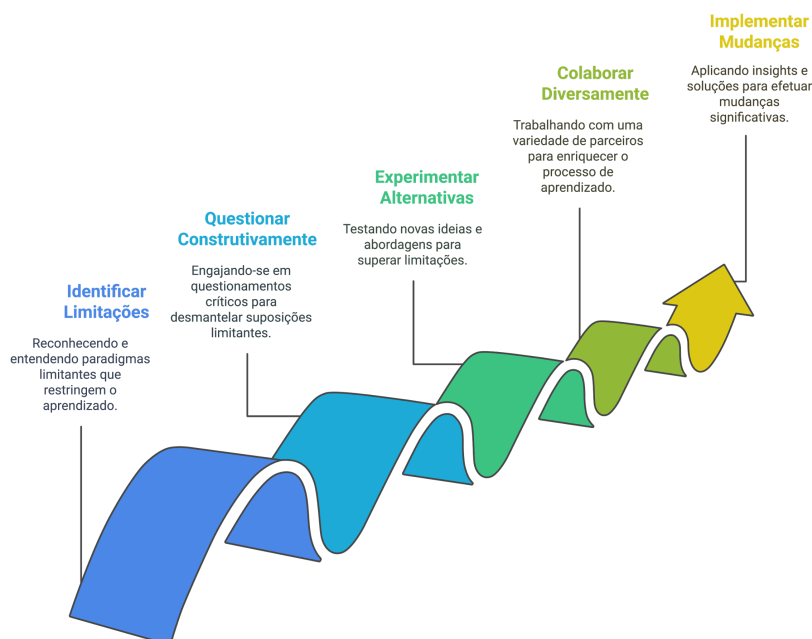 Identificar
Limitações
Reconhecendo e
entendendo paradigmas
limitantes que
restringem o
aprendizado.
Questionar
Construtivamente
Engajando-se em
questionamentos
críticos para
desmantelar suposições
limitantes.
Experimentar
Alternativas
Testando novas ideias e
abordagens para
superar limitações.
Colaborar
Diversamente
Trabalhando com uma
variedade de parceiros
para enriquecer o
processo de
aprendizado.
Implementar
Mudanças
Aplicando insights e
soluções para efetuar
mudanças
significativas.